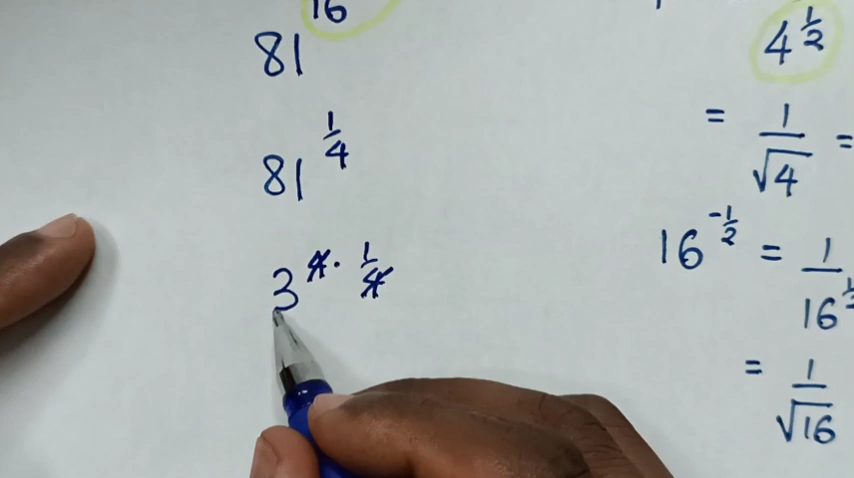 81^16
81^(1/4)
3^(4 · 1/4)
4^(1/2)
= 1/√4 =
16^(-1/2) = 1/16^(1/
= 1/√16